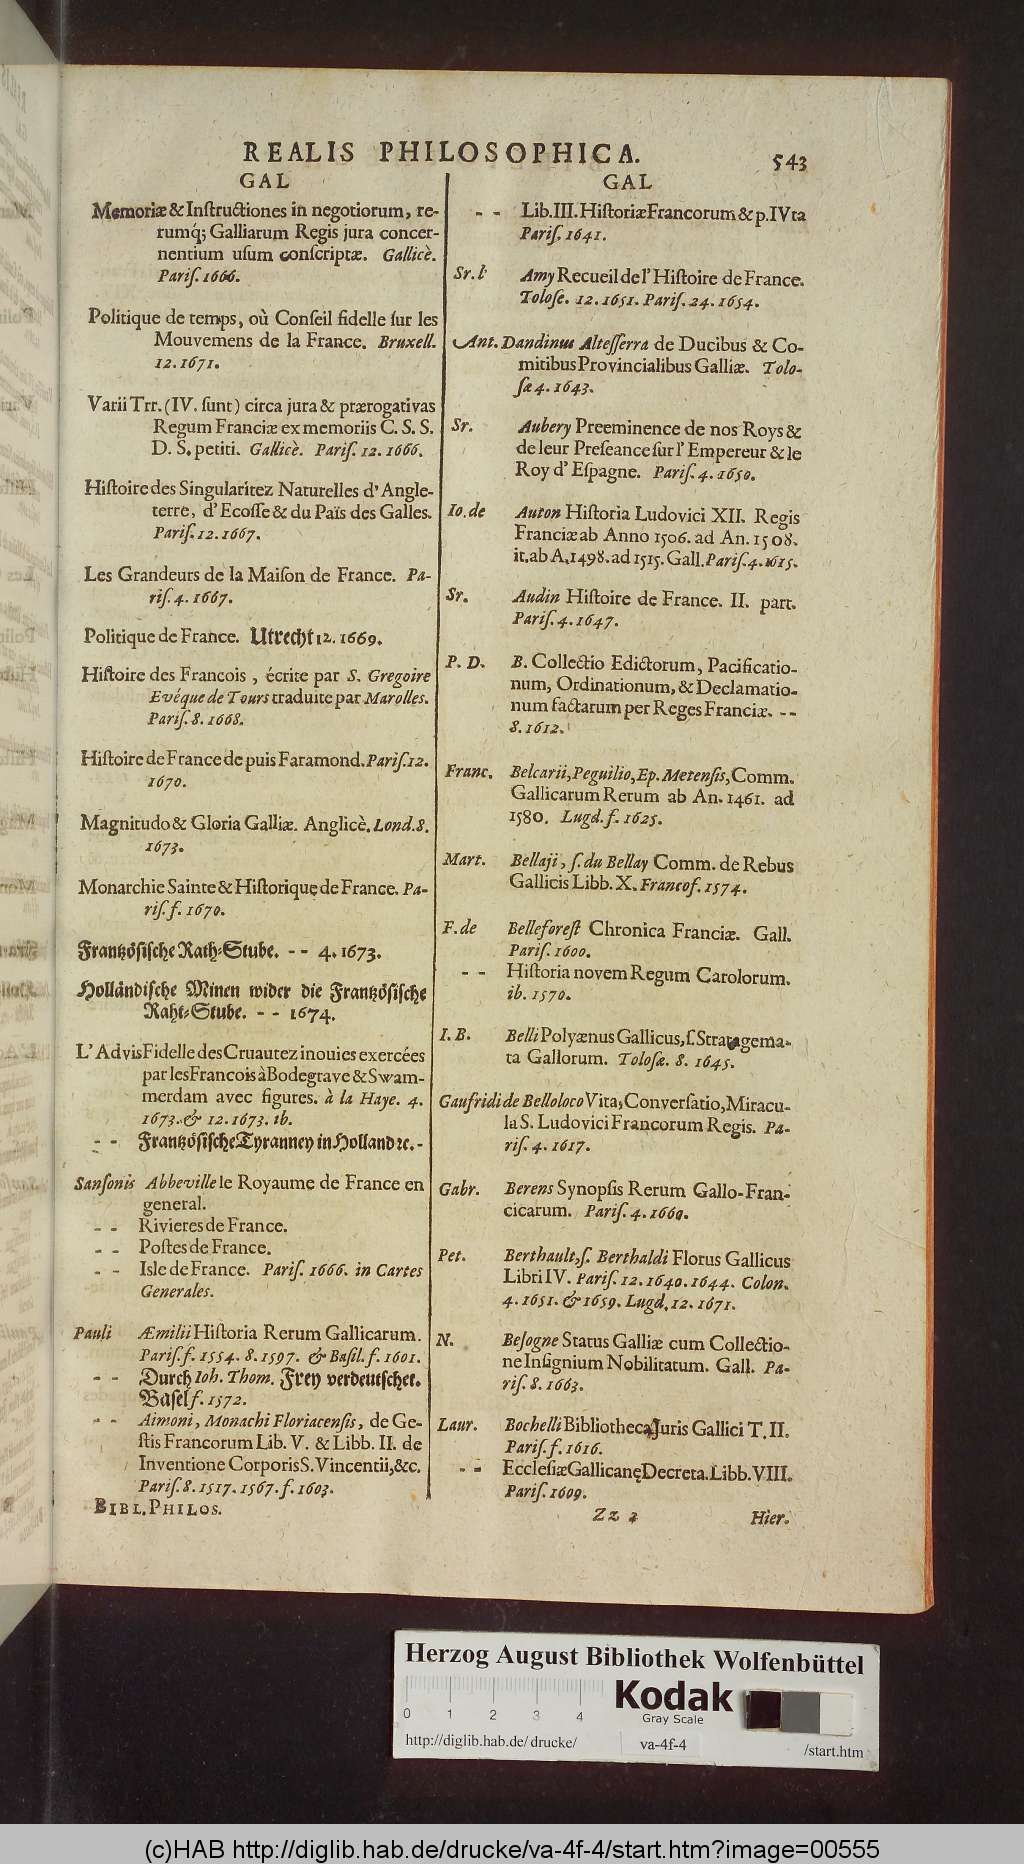 REALIS PHILOSOPHICA. 543
GAL
Memoriæ & Inſtructiones in negotiorum, re-
rumq; Galliarum Regis jura concer-
nentium uſum conſcriptæ. Gallicè.
Pariſ. 1666.
Politique de temps, où Conſeil fidelle ſur les
Mouvemens de la France. Bruxell.
12. 1671.
Varii Trr. (IV. ſunt) circa jura & prærogativas
Regum Franciæ ex memoriis C. S. S.
D. S. petiti. Gallicè. Pariſ. 12. 1666.
Hiſtoire des Singularitez Naturelles d'Angle-
terre, d'Ecoſſe & du Païs des Galles.
Pariſ. 12. 1667.
Les Grandeurs de la Maiſon de France. Pa-
riſ. 4. 1667.
Politique de France. Utrecht 12. 1669.
Hiſtoire des Francois, écrite par S. Gregoire
Evéque de Tours traduite par Marolles.
Pariſ. 8. 1668.
Hiſtoire de France de puis Faramond. Pariſ. 12.
1670.
Magnitudo & Gloria Galliæ. Anglicè. Lond. 8.
1673.
Monarchie Sainte & Hiſtorique de France. Pa-
riſ. f. 1670.
Frantzöſiſche Rath-Stube. - - 4. 1673.
Holländiſche Minen wider die Frantzöſiſche
Raht-Stube. - - 1674.
L'Advis Fidelle des Cruautez inouies exercées
par les Francois à Bodegrave & Swam-
merdam avec figures. à la Haye. 4.
1673. & 12. 1673. ib.
- - Frantzöſiſche Tyranney in Holland ꝛc. -
Sanſonis Abbeville le Royaume de France en
general.
- - Rivieres de France.
- - Poſtes de France.
- - Isle de France. Pariſ. 1666. in Cartes
Generales.
Pauli Æmilii Hiſtoria Rerum Gallicarum.
Pariſ. f. 1554. 8. 1597. & Baſil. f. 1601.
- - Durch Ioh. Thom. Frey verdeutſchet.
Baſel f. 1572.
- - Aimoni, Monachi Floriacenſis, de Ge-
ſtis Francorum Lib. V. & Libb. II. de
Inventione Corporis S. Vincentii, &c.
Pariſ. 8. 1517. 1567. f. 1603.
BIBL. PHILOS.
GAL
- - Lib. III. Hiſtoriæ Francorum & p. IVta
Pariſ. 1641.
Sr. l' Amy Recueil de l'Hiſtoire de France.
Toloſe. 12. 1651. Pariſ. 24. 1654.
Ant. Dandinus Alteſſerra de Ducibus & Co-
mitibus Provincialibus Galliæ. Tolo-
ſæ 4. 1643.
Sr. Aubery Preeminence de nos Roys &
de leur Preſeance ſur l'Empereur & le
Roy d'Eſpagne. Pariſ. 4. 1650.
Io. de Auton Hiſtoria Ludovici XII. Regis
Franciæ ab Anno 1506. ad An. 1508.
it. ab A. 1498. ad 1515. Gall. Pariſ. 4. 1615.
Sr. Audin Hiſtoire de France. II. part.
Pariſ. 4. 1647.
P. D. B. Collectio Edictorum, Pacificatio-
num, Ordinationum, & Declamatio-
num factarum per Reges Franciæ. - -
8. 1612.
Franc. Belcarii, Peguilio, Ep. Metenſis, Comm.
Gallicarum Rerum ab An. 1461. ad
1580. Lugd. f. 1625.
Mart. Bellaji, ſ. du Bellay Comm. de Rebus
Gallicis Libb. X. Francof. 1574.
F. de Belleforeſt Chronica Franciæ. Gall.
Pariſ. 1600.
- - Hiſtoria novem Regum Carolorum.
ib. 1570.
I. B. Belli Polyænus Gallicus, ſ. Stratagema-
ta Gallorum. Toloſæ. 8. 1645.
Gaufridi de Belloloco Vita, Converſatio, Miracu-
la S. Ludovici Francorum Regis. Pa-
riſ. 4. 1617.
Gabr. Berens Synopſis Rerum Gallo-Fran-
cicarum. Pariſ. 4. 1660.
Pet. Berthault, ſ. Berthaldi Florus Gallicus
Libri IV. Pariſ. 12. 1640. 1644. Colon.
4. 1651. & 1659. Lugd. 12. 1671.
N. Beſogne Status Galliæ cum Collectio-
ne Inſignium Nobilitatum. Gall. Pa-
riſ. 8. 1663.
Laur. Bochelli Bibliotheca Juris Gallici T. II.
Pariſ. f. 1616.
- - Eccleſiæ Gallicanę Decreta. Libb. VIII.
Pariſ. 1609.
Zz 2 Hier.
Herzog August Bibliothek Wolfenbüttel
0 1 2 3 4
Kodak
Gray Scale
http://diglib.hab.de/drucke/ va-4f-4 /start.htm
(c)HAB http://diglib.hab.de/drucke/va-4f-4/start.htm?image=00555